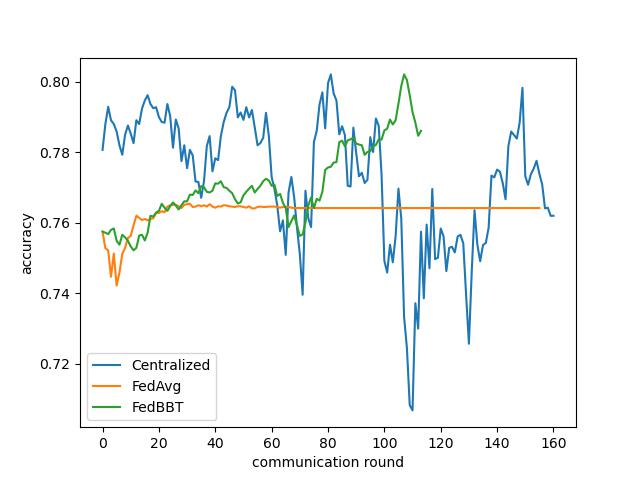 0.80
0.78
0.76
0.74
0.72
accuracy
Centralized
FedAvg
FedBBT
0 20 40 60 80 100 120 140 160
communication round